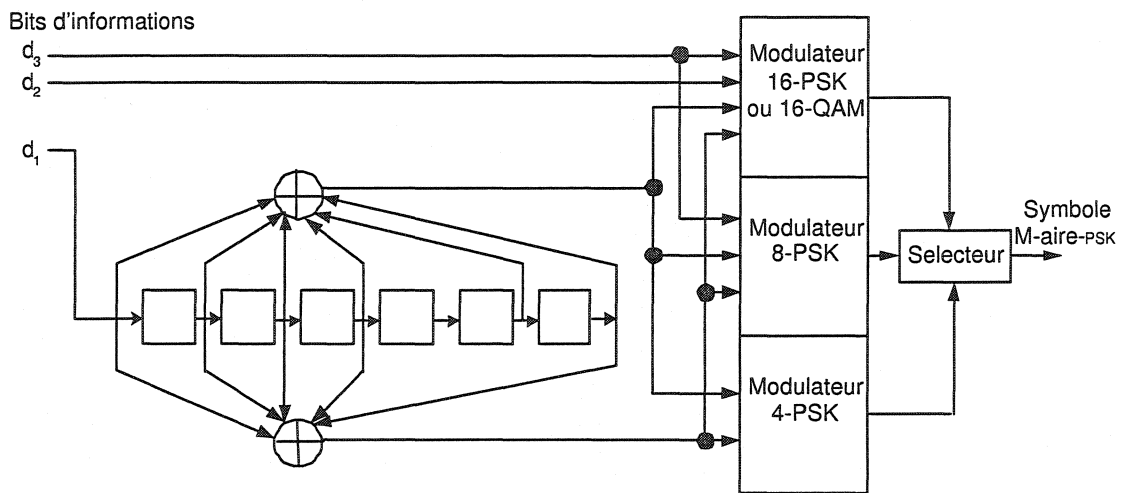 Bits d'informations
d3
d2
d1
Modulateur
16-PSK
ou 16-QAM
Modulateur
8-PSK
Modulateur
4-PSK
Selecteur
Symbole
M-aire-PSK